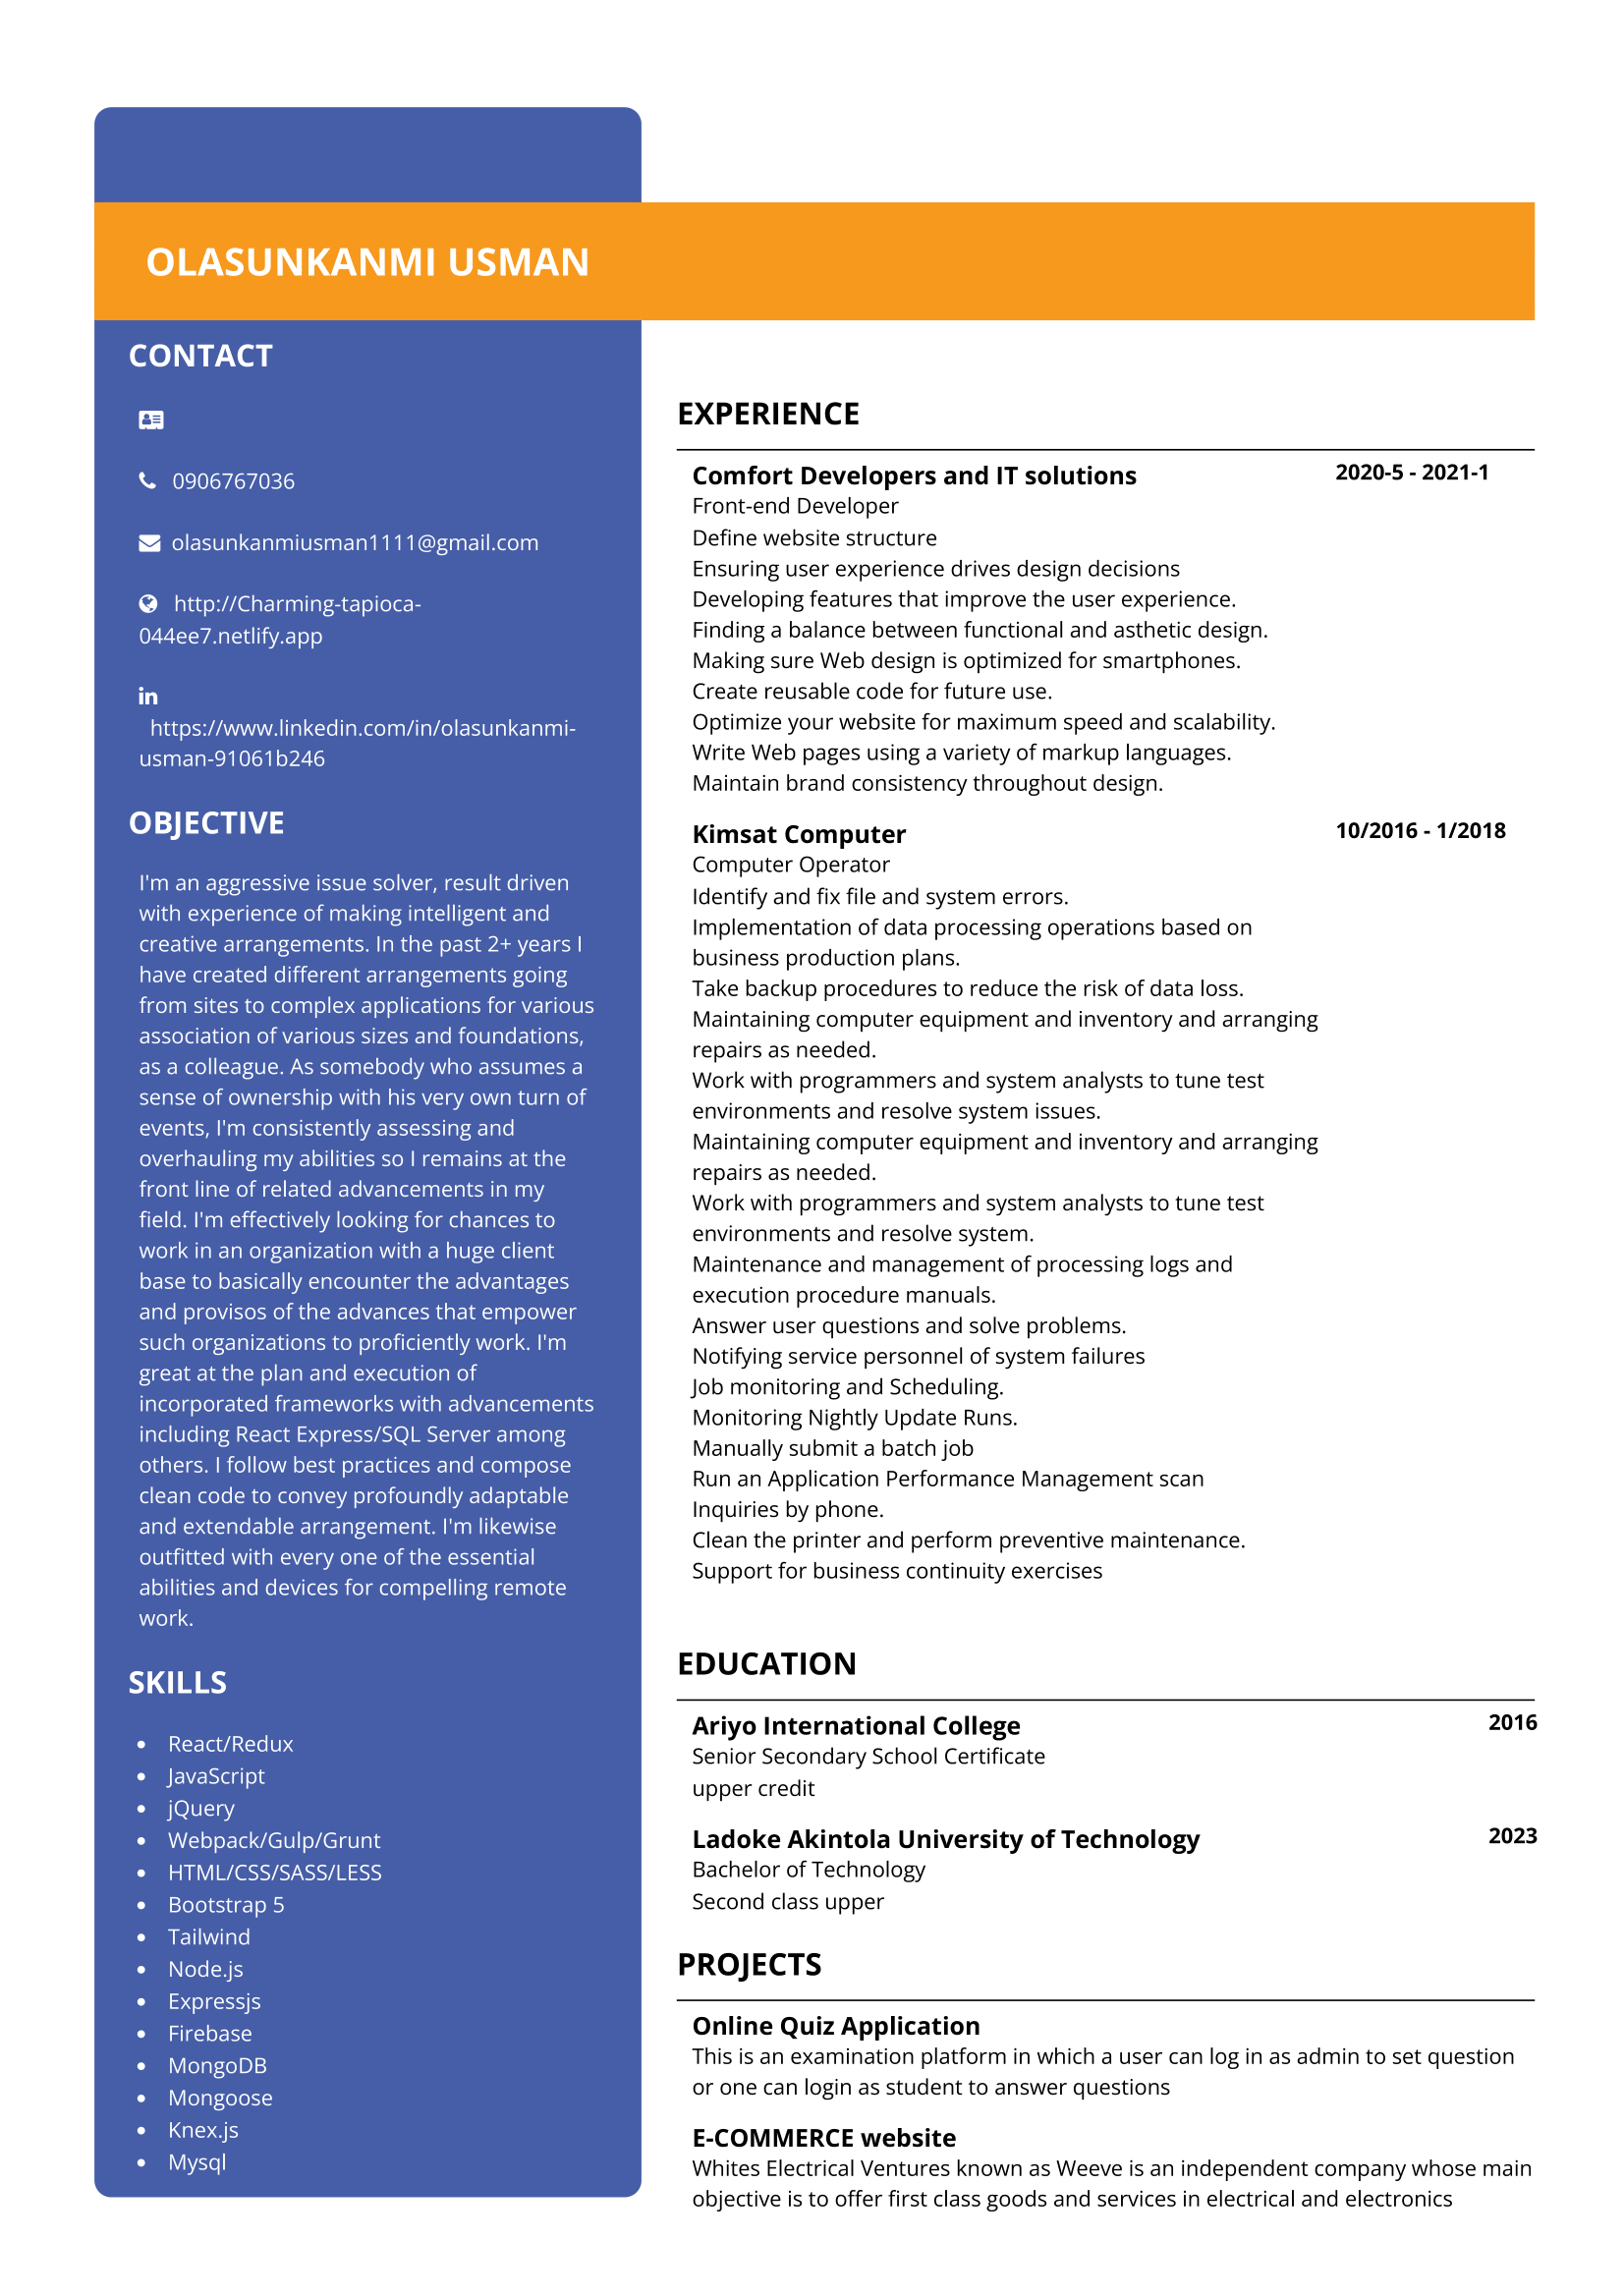 OLASUNKANMI USMAN
CONTACT
0906767036
olasunkanmiusman1111@gmail.com
http://Charming-tapioca-
044ee7.netlify.app
https://www.linkedin.com/in/olasunkanmi-
usman-91061b246
OBJECTIVE
I'm an aggressive issue solver, result driven
with experience of making intelligent and
creative arrangements. In the past 2+ years I
have created different arrangements going
from sites to complex applications for various
association of various sizes and foundations,
as a colleague. As somebody who assumes a
sense of ownership with his very own turn of
events, I'm consistently assessing and
overhauling my abilities so I remains at the
front line of related advancements in my
field. I'm effectively looking for chances to
work in an organization with a huge client
base to basically encounter the advantages
and provisos of the advances that empower
such organizations to proficiently work. I'm
great at the plan and execution of
incorporated frameworks with advancements
including React Express/SQL Server among
others. I follow best practices and compose
clean code to convey profoundly adaptable
and extendable arrangement. I'm likewise
outfitted with every one of the essential
abilities and devices for compelling remote
work.
SKILLS
• React/Redux
• JavaScript
• jQuery
• Webpack/Gulp/Grunt
• HTML/CSS/SASS/LESS
• Bootstrap 5
• Tailwind
• Node.js
• Expressjs
• Firebase
• MongoDB
• Mongoose
• Knex.js
• Mysql
EXPERIENCE
Comfort Developers and IT solutions 2020-5 - 2021-1
Front-end Developer
Define website structure
Ensuring user experience drives design decisions
Developing features that improve the user experience.
Finding a balance between functional and asthetic design.
Making sure Web design is optimized for smartphones.
Create reusable code for future use.
Optimize your website for maximum speed and scalability.
Write Web pages using a variety of markup languages.
Maintain brand consistency throughout design.
Kimsat Computer 10/2016 - 1/2018
Computer Operator
Identify and fix file and system errors.
Implementation of data processing operations based on
business production plans.
Take backup procedures to reduce the risk of data loss.
Maintaining computer equipment and inventory and arranging
repairs as needed.
Work with programmers and system analysts to tune test
environments and resolve system issues.
Maintaining computer equipment and inventory and arranging
repairs as needed.
Work with programmers and system analysts to tune test
environments and resolve system.
Maintenance and management of processing logs and
execution procedure manuals.
Answer user questions and solve problems.
Notifying service personnel of system failures
Job monitoring and Scheduling.
Monitoring Nightly Update Runs.
Manually submit a batch job
Run an Application Performance Management scan
Inquiries by phone.
Clean the printer and perform preventive maintenance.
Support for business continuity exercises
EDUCATION
Ariyo International College 2016
Senior Secondary School Certificate
upper credit
Ladoke Akintola University of Technology 2023
Bachelor of Technology
Second class upper
PROJECTS
Online Quiz Application
This is an examination platform in which a user can log in as admin to set question
or one can login as student to answer questions
E-COMMERCE website
Whites Electrical Ventures known as Weeve is an independent company whose main
objective is to offer first class goods and services in electrical and electronics